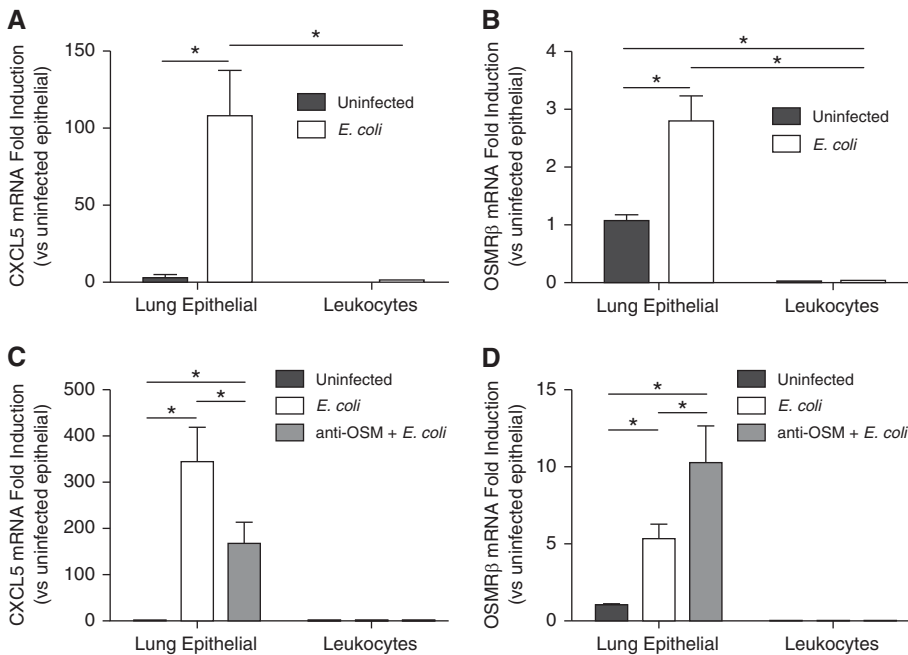 A
CXCL5 mRNA Fold Induction
(vs uninfected epithelial)
150
100
50
0
*
*
Uninfected
E. coli
Lung Epithelial
Leukocytes
B
OSMRβ mRNA Fold Induction
(vs uninfected epithelial)
4
3
2
1
0
*
*
*
Uninfected
E. coli
Lung Epithelial
Leukocytes
C
CXCL5 mRNA Fold Induction
(vs uninfected epithelial)
500
400
300
200
100
0
*
*
*
Uninfected
E. coli
anti-OSM + E. coli
Lung Epithelial
Leukocytes
D
OSMRβ mRNA Fold Induction
(vs uninfected epithelial)
15
10
5
0
*
*
*
Uninfected
E. coli
anti-OSM + E. coli
Lung Epithelial
Leukocytes